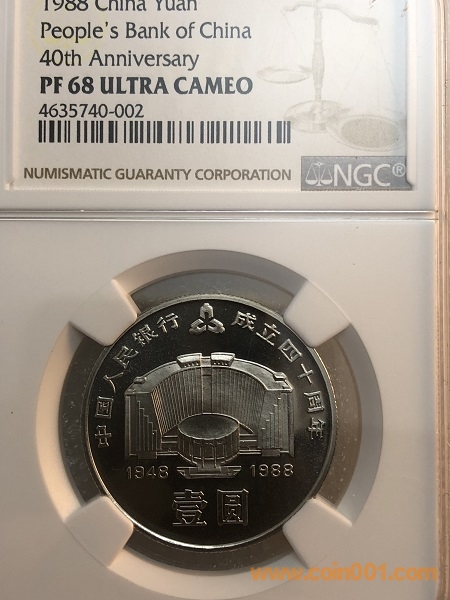 1988 China Yuan
People's Bank of China
40th Anniversary
PF 68 ULTRA CAMEO
4635740-002
NUMISMATIC GUARANTY CORPORATION
NGC®
中国人民银行 成立四十周年
1948 1988
壹圆
www.coin001.com